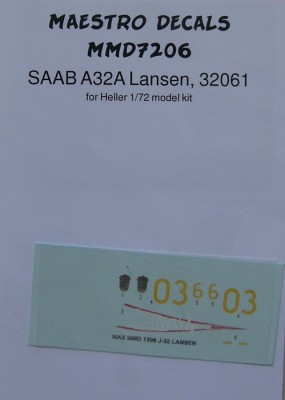 MAESTRO DECALS
MMD7206
SAAB A32A Lansen, 32061
for Heller 1/72 model kit
03 6 6 03
MAX MMD 7206 J-32 LANSEN